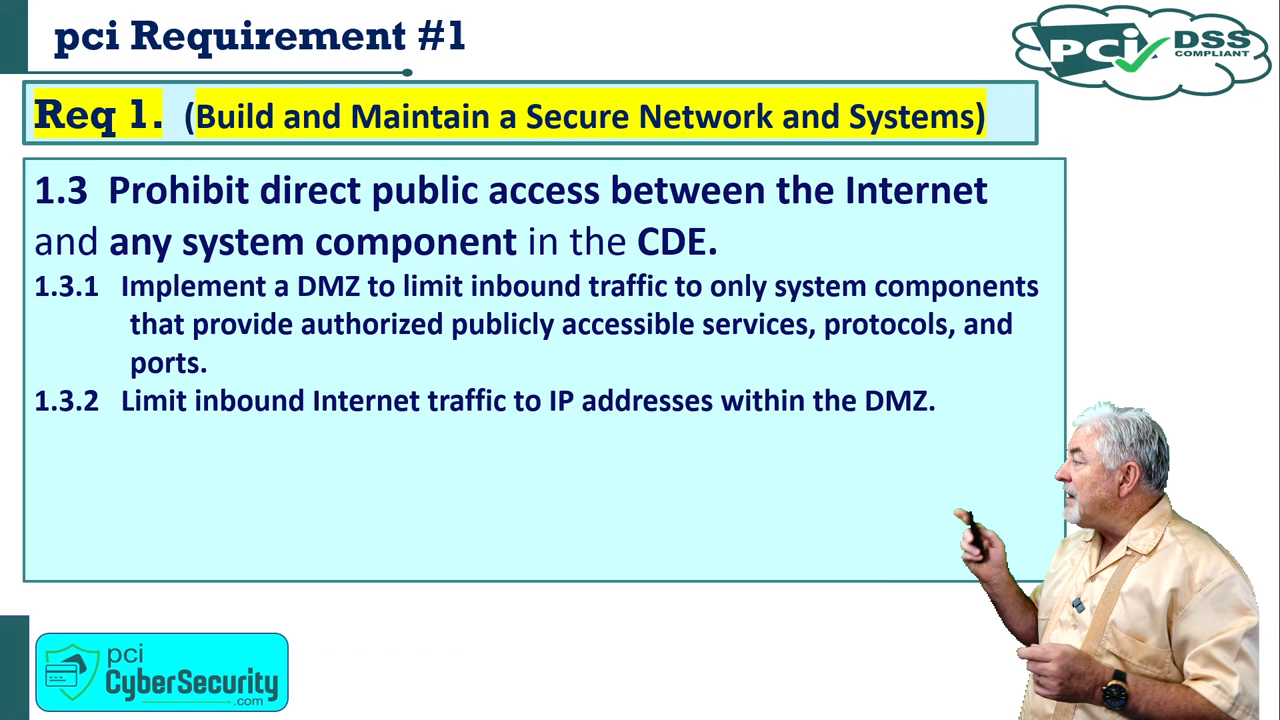 pci Requirement #1
PCi DSS
COMPLIANT
Req 1. (Build and Maintain a Secure Network and Systems)
1.3 Prohibit direct public access between the Internet
and any system component in the CDE.
1.3.1 Implement a DMZ to limit inbound traffic to only system components
that provide authorized publicly accessible services, protocols, and
ports.
1.3.2 Limit inbound Internet traffic to IP addresses within the DMZ.
pci
CyberSecurity
.com